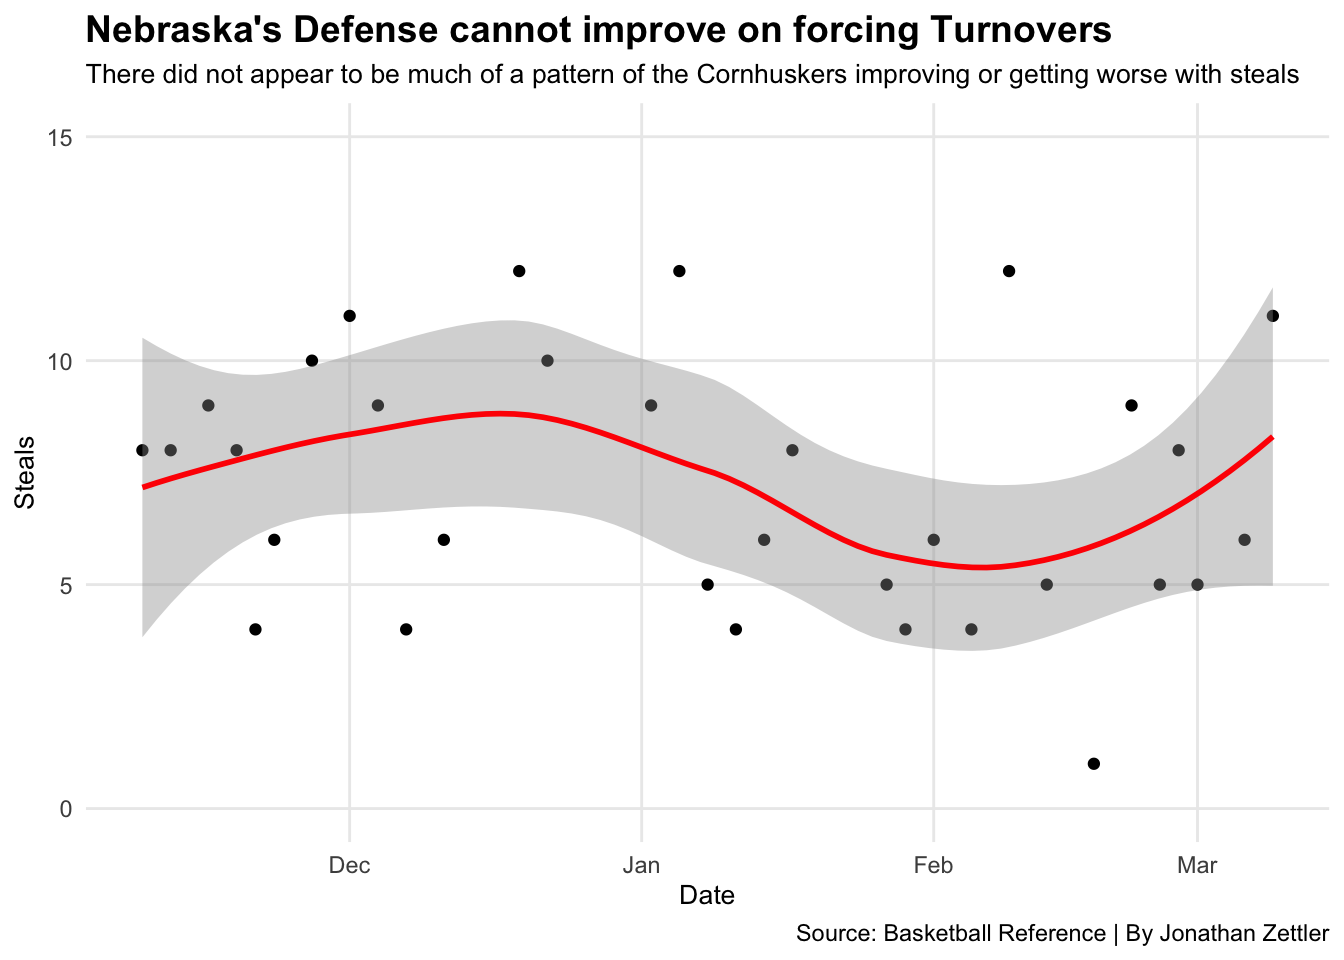 Nebraska's Defense cannot improve on forcing Turnovers
There did not appear to be much of a pattern of the Cornhuskers improving or getting worse with steals
15
10
5
0
Steals
Dec Jan Feb Mar
Date
Source: Basketball Reference | By Jonathan Zettler